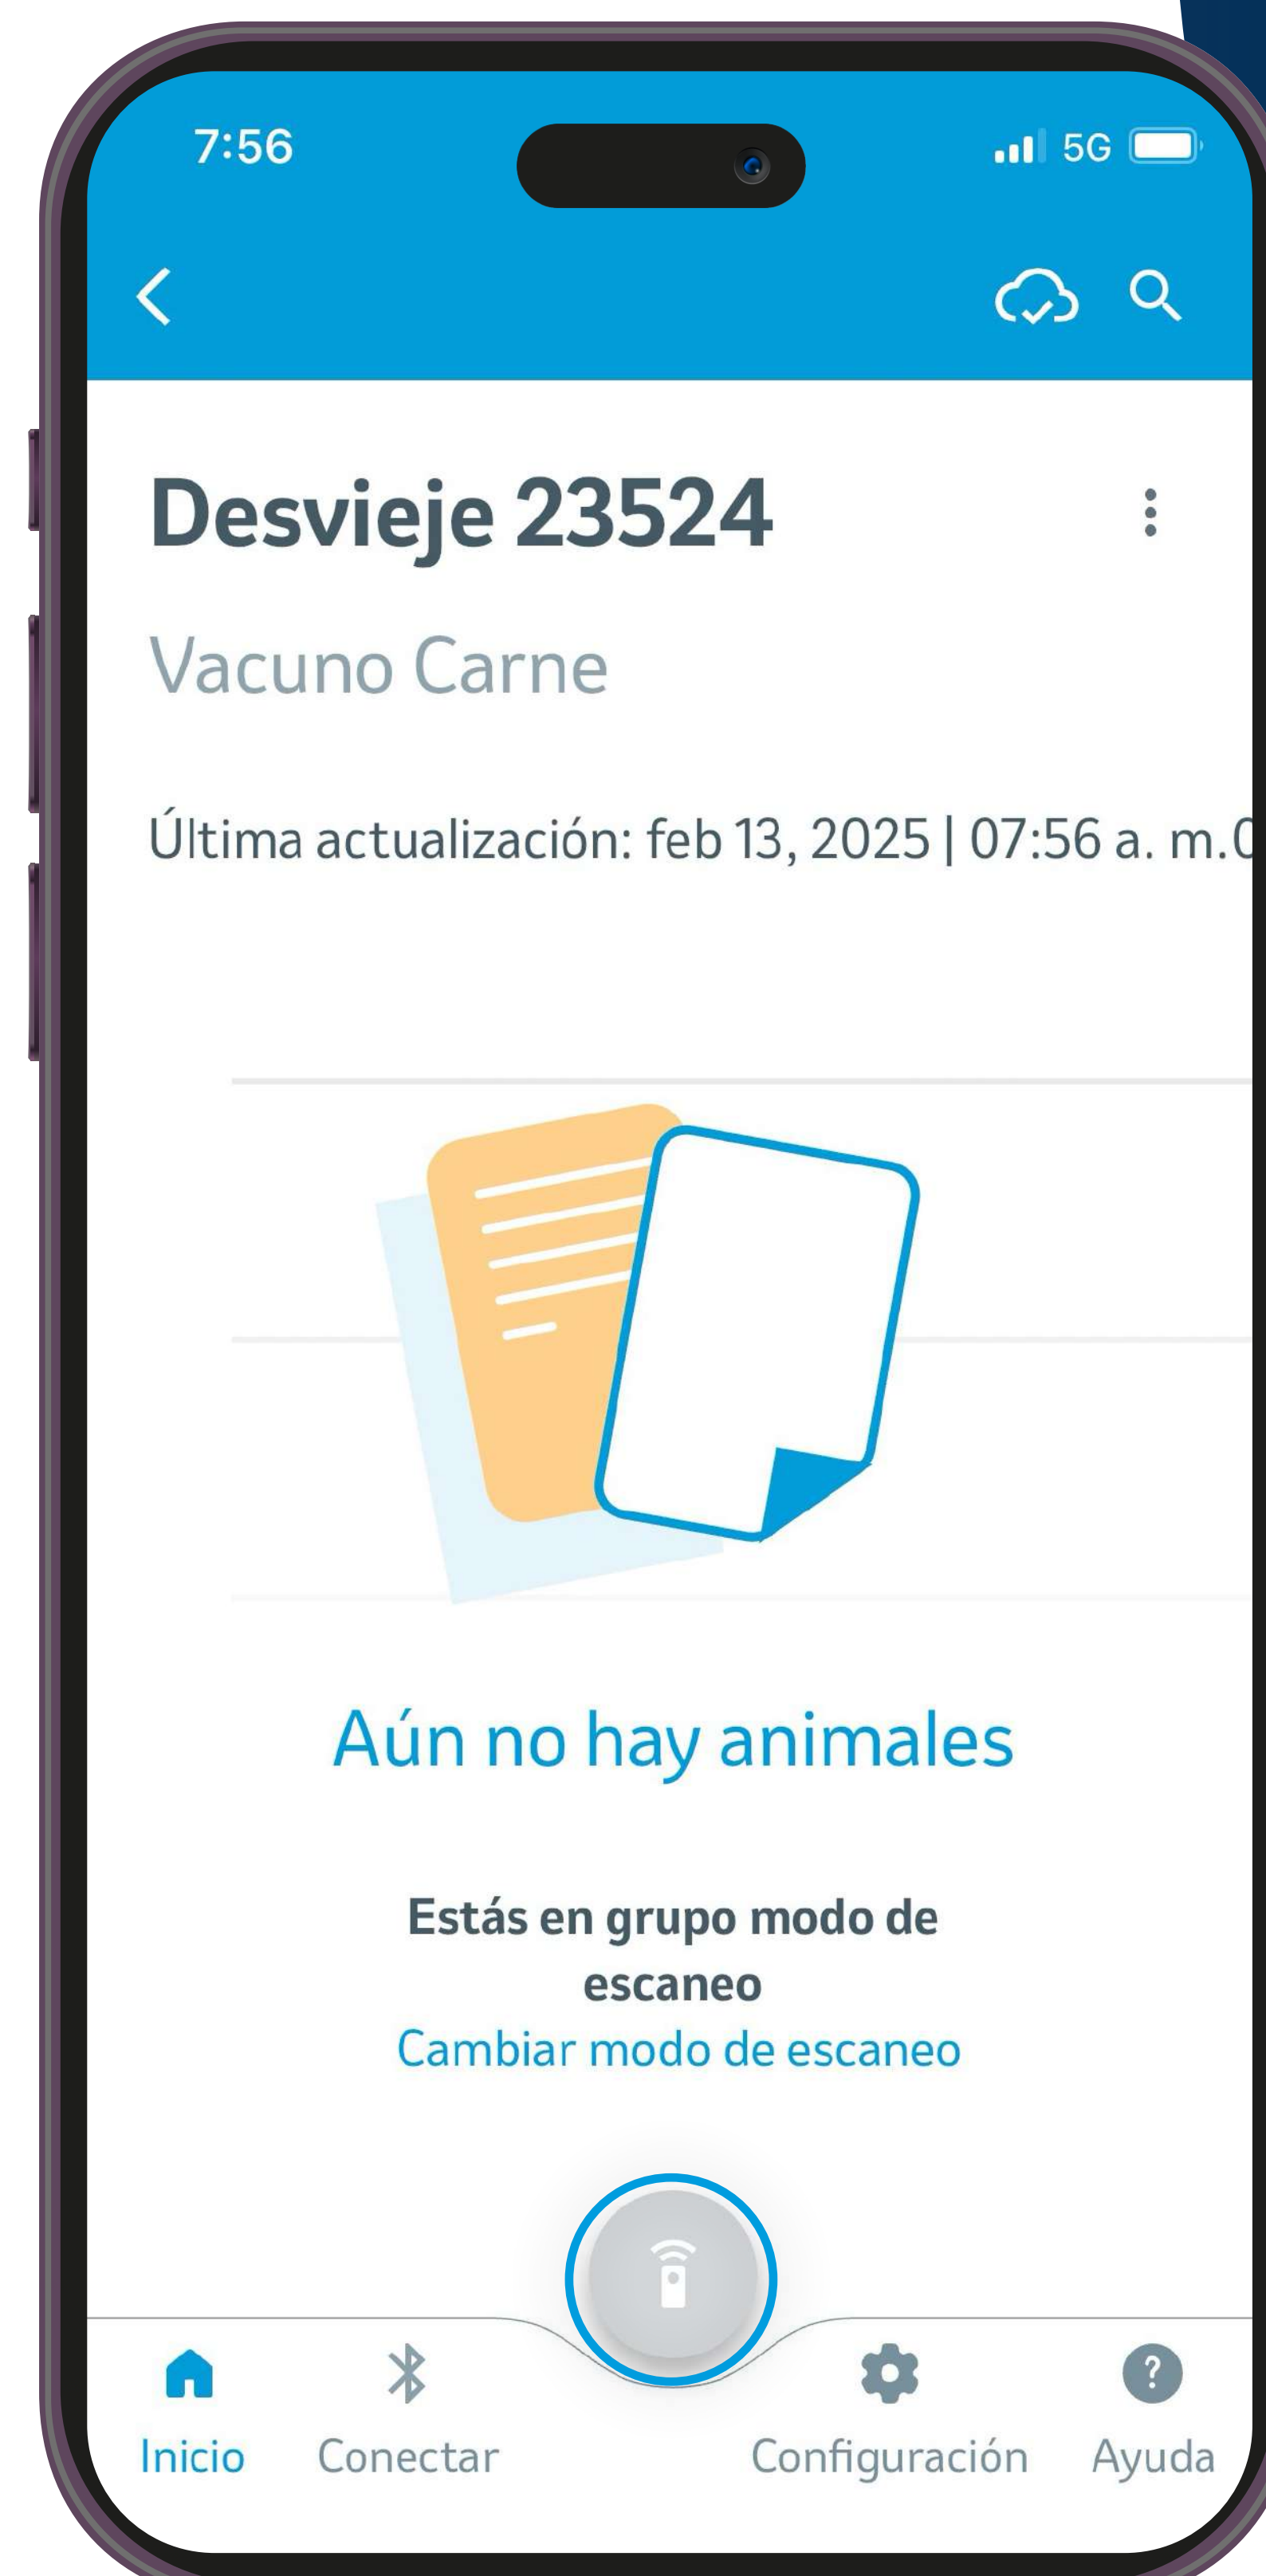 7:56
5G
Desvieje 23524
Vacuno Carne
Última actualización: feb 13, 2025 | 07:56 a. m.
Aún no hay animales
Estás en grupo modo de
escaneo
Cambiar modo de escaneo
?
Inicio
Conectar
Configuración
Ayuda